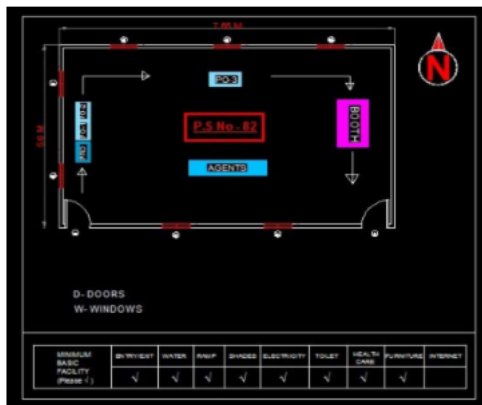 7.65 M
N
PO-3
5.6 M
BOOTH
P.S No - 82
AGENTS
D- DOORS
W- WINDOWS
MINIMUM BASIC FACILITY (Please √) ENTRY/EXIT WATER RAMP SHADES ELECTRICITY TOILET HEALTH CARE FURNITURE INTERNET
√ √ √ √ √ √ √ √